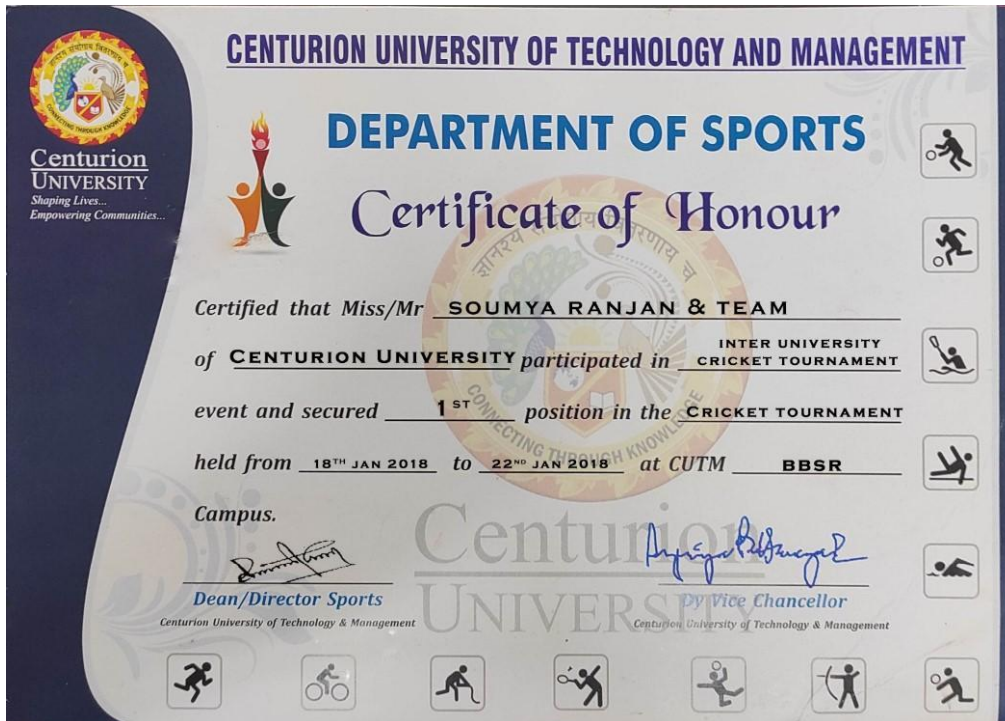 CENTURION UNIVERSITY OF TECHNOLOGY AND MANAGEMENT
Centurion
UNIVERSITY
Shaping Lives...
Empowering Communities...
DEPARTMENT OF SPORTS
Certificate of Honour
Certified that Miss/Mr SOUMYA RANJAN & TEAM
of CENTURION UNIVERSITY participated in INTER UNIVERSITY CRICKET TOURNAMENT
event and secured 1ST position in the CRICKET TOURNAMENT
held from 18TH JAN 2018 to 22ND JAN 2018 at CUTM BBSR
Campus.
Centurion
UNIVERSITY
CONNECTING THROUGH KNOWLEDGE
Dean/Director Sports
Centurion University of Technology & Management
Dy Vice Chancellor
Centurion University of Technology & Management